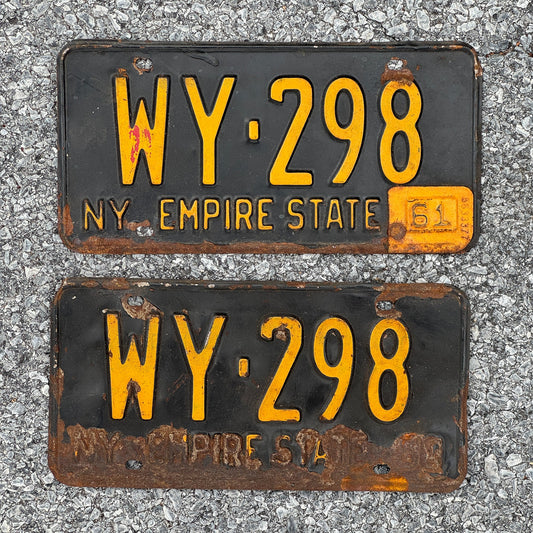 WY·298
NY EMPIRE STATE 61
WY·298
NY EMPIRE STATE